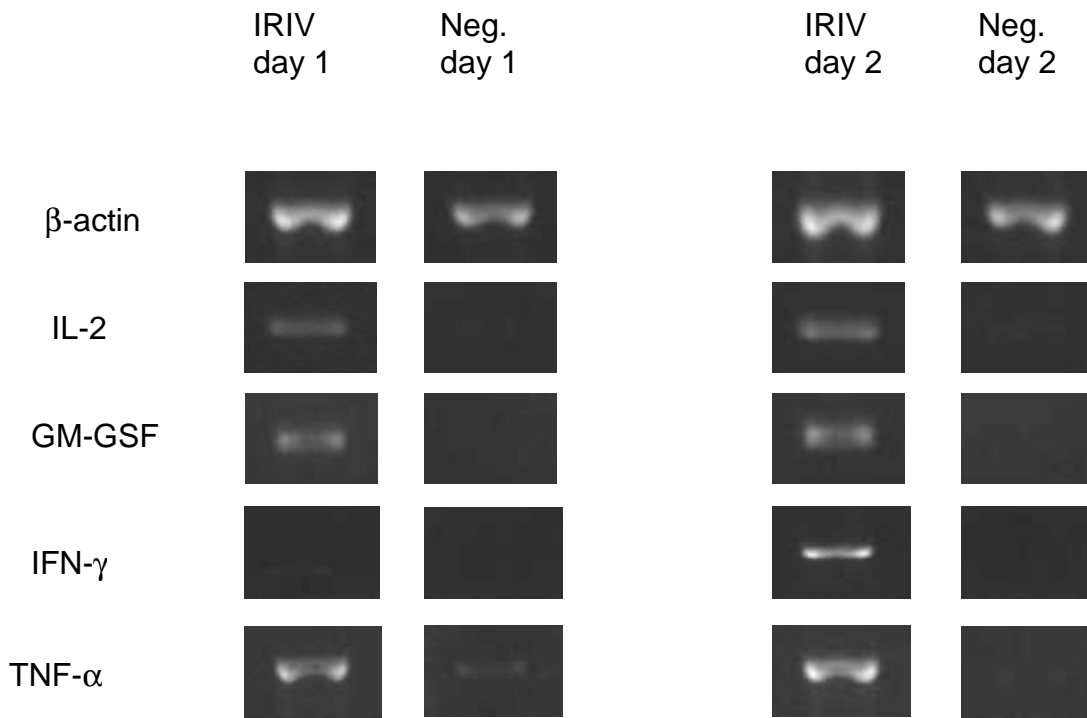 IRIV
day 1
Neg.
day 1
IRIV
day 2
Neg.
day 2
β-actin
IL-2
GM-GSF
IFN-γ
TNF-α